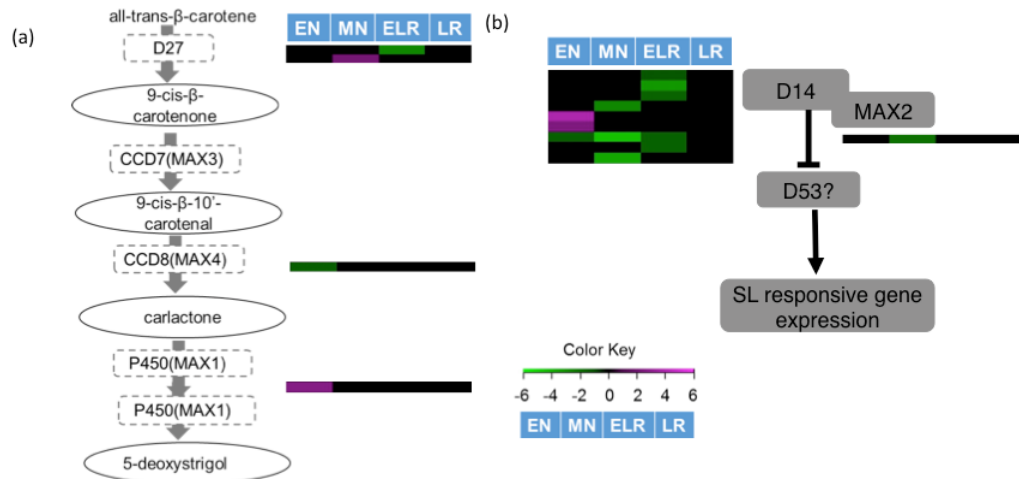 (a)
all-trans-β-carotene
D27
9-cis-β-
carotenone
CCD7(MAX3)
9-cis-β-10'-
carotenal
CCD8(MAX4)
carlactone
P450(MAX1)
P450(MAX1)
5-deoxystrigol
EN MN ELR LR
(b)
EN MN ELR LR
D14
MAX2
D53?
SL responsive gene
expression
Color Key
-6 -4 -2 0 2 4 6
EN MN ELR LR